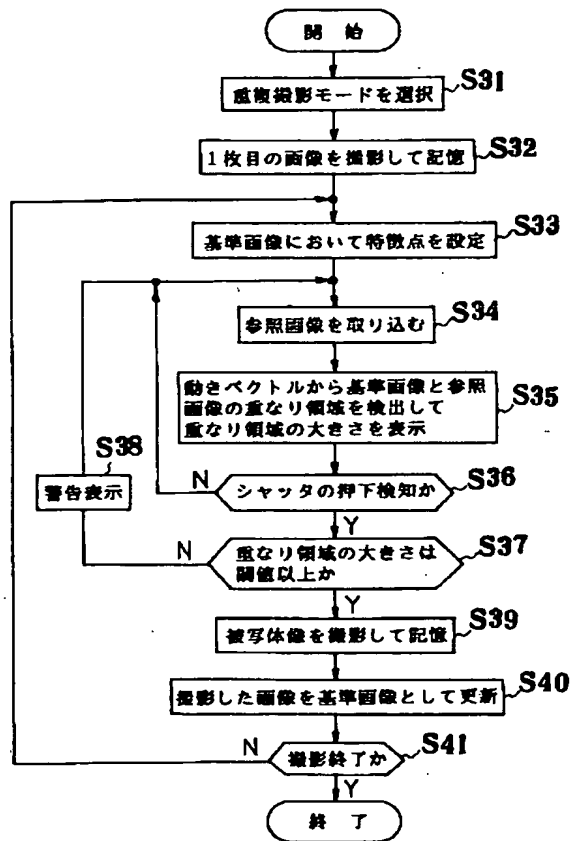 開 始
S31
重複撮影モードを選択
S32
1枚目の画像を撮影して記憶
S33
基準画像において特徴点を設定
S34
参照画像を取り込む
S35
動きベクトルから基準画像と参照
画像の重なり領域を検出して
重なり領域の大きさを表示
S38
警告表示
N
S36
シャッタの押下検知か
Y
S37
N
重なり領域の大きさは
閾値以上か
Y
S39
被写体像を撮影して記憶
S40
撮影した画像を基準画像として更新
N
S41
撮影終了か
Y
終 了